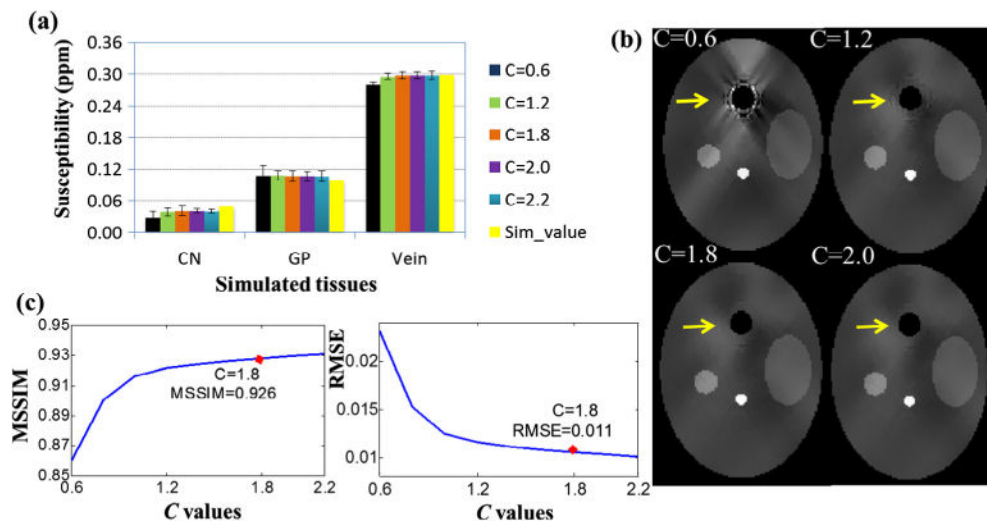 (a)
Susceptibility (ppm)
0.36
0.30
0.24
0.18
0.12
0.06
0.00
CN GP Vein
Simulated tissues
C=0.6
C=1.2
C=1.8
C=2.0
C=2.2
Sim_value
(b)
C=0.6 C=1.2
C=1.8 C=2.0
(c)
MSSIM
0.95
0.93
0.91
0.89
0.87
0.85
C=1.8
MSSIM=0.926
0.6 1.2 1.8 2.2
C values
RMSE
0.02
0.015
0.01
C=1.8
RMSE=0.011
0.6 1.2 1.8 2.2
C values